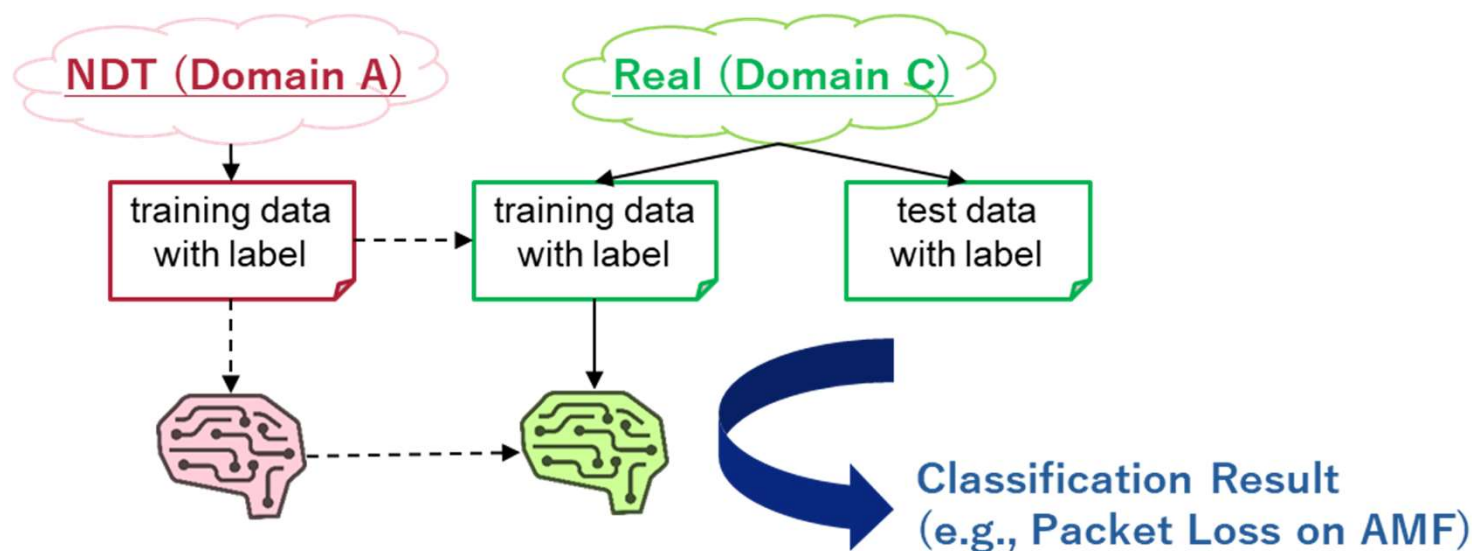 NDT (Domain A)
Real (Domain C)
training data
with label
training data
with label
test data
with label
Classification Result
(e.g., Packet Loss on AMF)